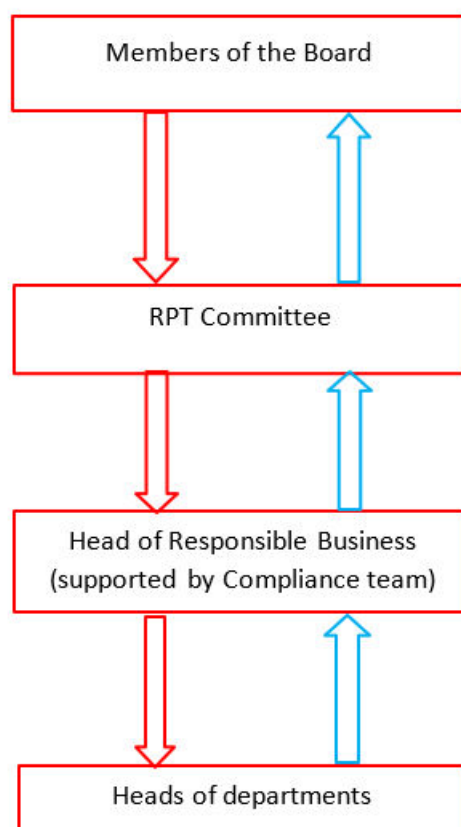 Members of the Board
RPT Committee
Head of Responsible Business
(supported by Compliance team)
Heads of departments